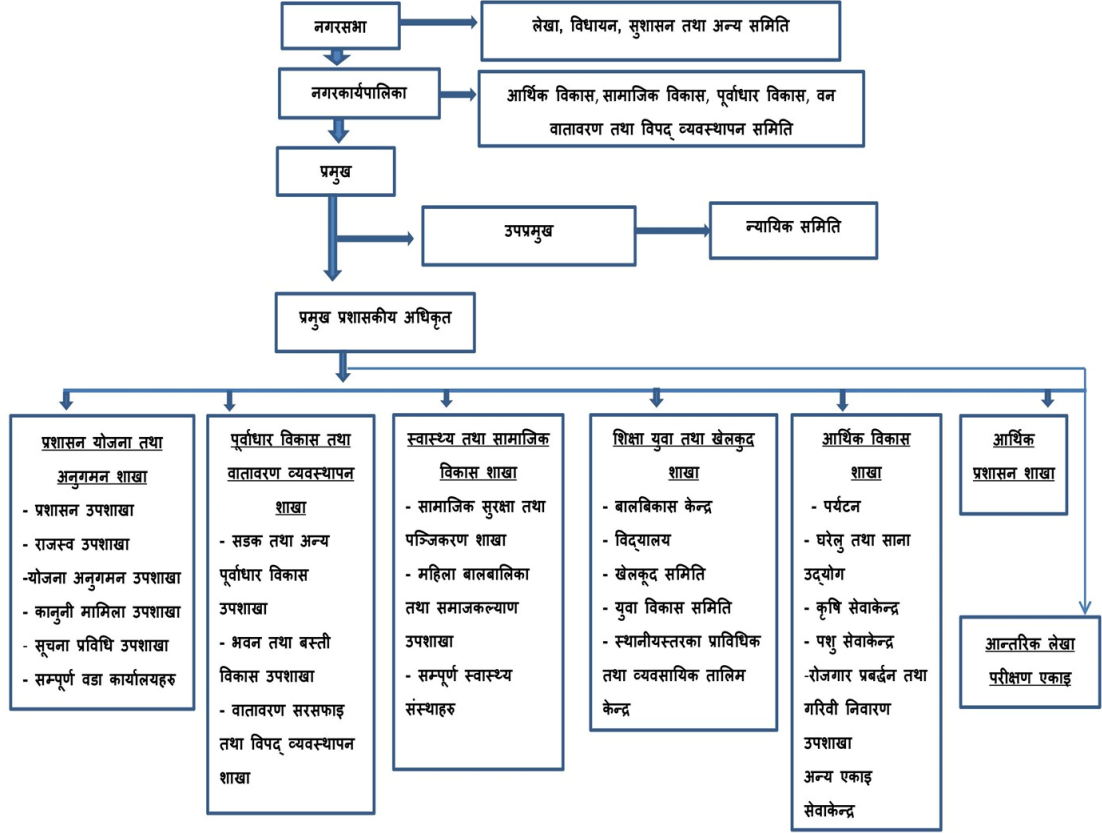 नगरसभा
लेखा, विधायन, सुशासन तथा अन्य समिति
नगरकार्यपालिका
आर्थिक विकास, सामाजिक विकास, पूर्वाधार विकास, वन
वातावरण तथा विपद् व्यवस्थापन समिति
प्रमुख
उपप्रमुख
न्यायिक समिति
प्रमुख प्रशासकीय अधिकृत
प्रशासन योजना तथा
अनुगमन शाखा
- प्रशासन उपशाखा
- राजस्व उपशाखा
-योजना अनुगमन उपशाखा
- कानुनी मामिला उपशाखा
- सूचना प्रविधि उपशाखा
- सम्पूर्ण वडा कार्यालयहरु
पूर्वाधार विकास तथा
वातावरण व्यवस्थापन
शाखा
- सडक तथा अन्य
पूर्वाधार विकास
उपशाखा
- भवन तथा बस्ती
विकास उपशाखा
- वातावरण सरसफाइ
तथा विपद् व्यवस्थापन
शाखा
स्वास्थ्य तथा सामाजिक
विकास शाखा
- सामाजिक सुरक्षा तथा
पञ्जिकरण शाखा
- महिला बालबालिका
तथा समाजकल्याण
उपशाखा
- सम्पूर्ण स्वास्थ्य
संस्थाहरु
शिक्षा युवा तथा खेलकुद
शाखा
- बालबिकास केन्द्र
- विद्यालय
- खेलकूद समिति
- युवा विकास समिति
- स्थानीयस्तरका प्राविधिक
तथा व्यवसायिक तालिम
केन्द्र
आर्थिक विकास
शाखा
- पर्यटन
- घरेलु तथा साना
उद्योग
- कृषि सेवाकेन्द्र
- पशु सेवाकेन्द्र
-रोजगार प्रबर्द्धन तथा
गरिवी निवारण
उपशाखा
अन्य एकाइ
सेवाकेन्द्र
आर्थिक
प्रशासन शाखा
आन्तरिक लेखा
परीक्षण एकाइ